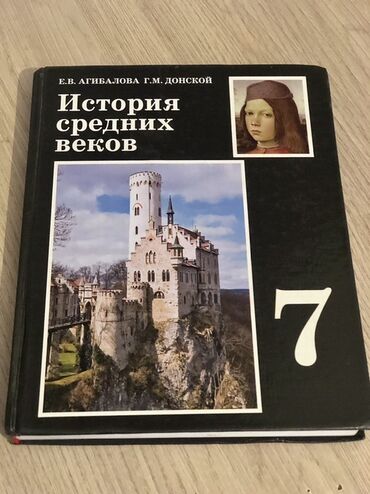 Е.В. АГИБАЛОВА Г.М. ДОНСКОЙ
История
средних
веков
7